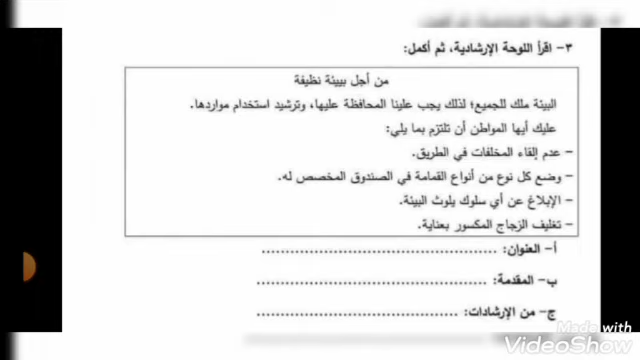 ٣- اقرأ اللوحة الإرشادية، ثم أكمل:
من أجل بيئة نظيفة
البيئة ملك للجميع؛ لذلك يجب علينا المحافظة عليها، وترشيد استخدام مواردها.
عليك أيها المواطن أن تلتزم بما يلي:
- عدم إلقاء المخلفات في الطريق.
- وضع كل نوع من أنواع القمامة في الصندوق المخصص له.
- الإبلاغ عن أي سلوك يلوث البيئة.
- تغليف الزجاج المكسور بعناية.
أ- العنوان: ................................................
ب- المقدمة: ................................................
ج- من الإرشادات: ..........................................
Made with
VideoShow